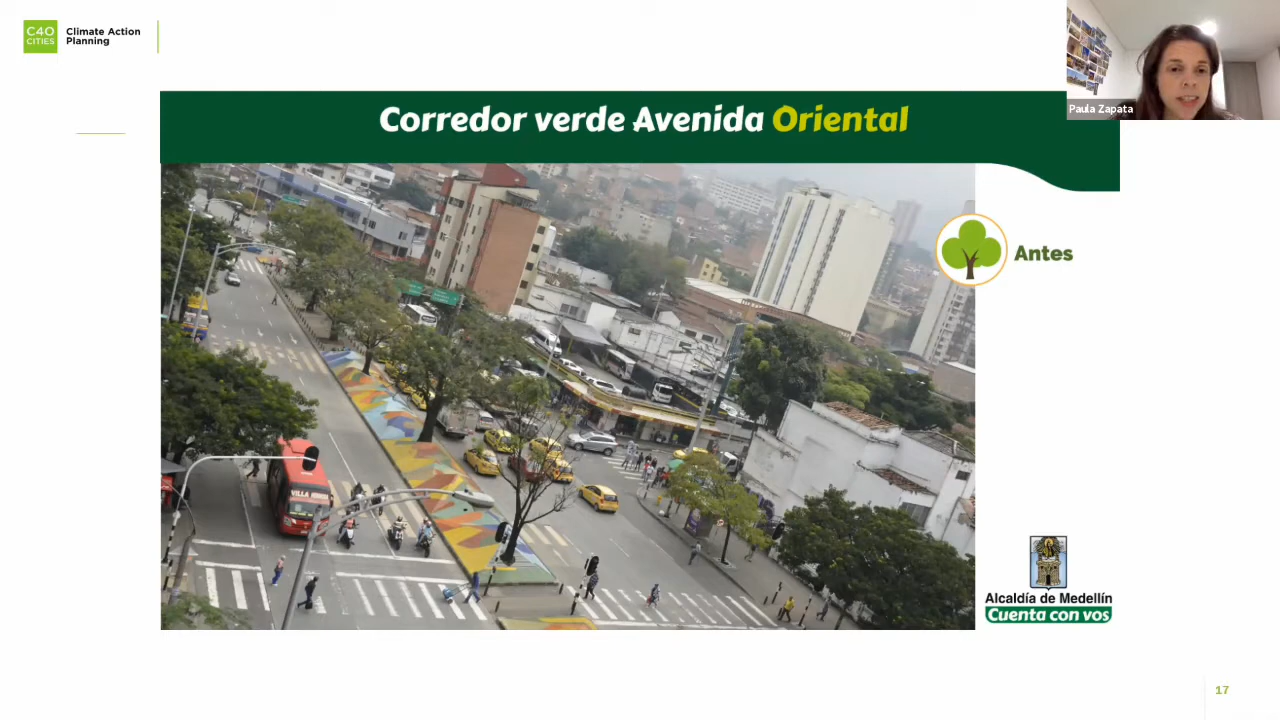 C40
CITIES
Climate Action
Planning
Paula Zapata
Corredor verde Avenida Oriental
Antes
VILLA
Alcaldía de Medellín
Cuenta con vos
17